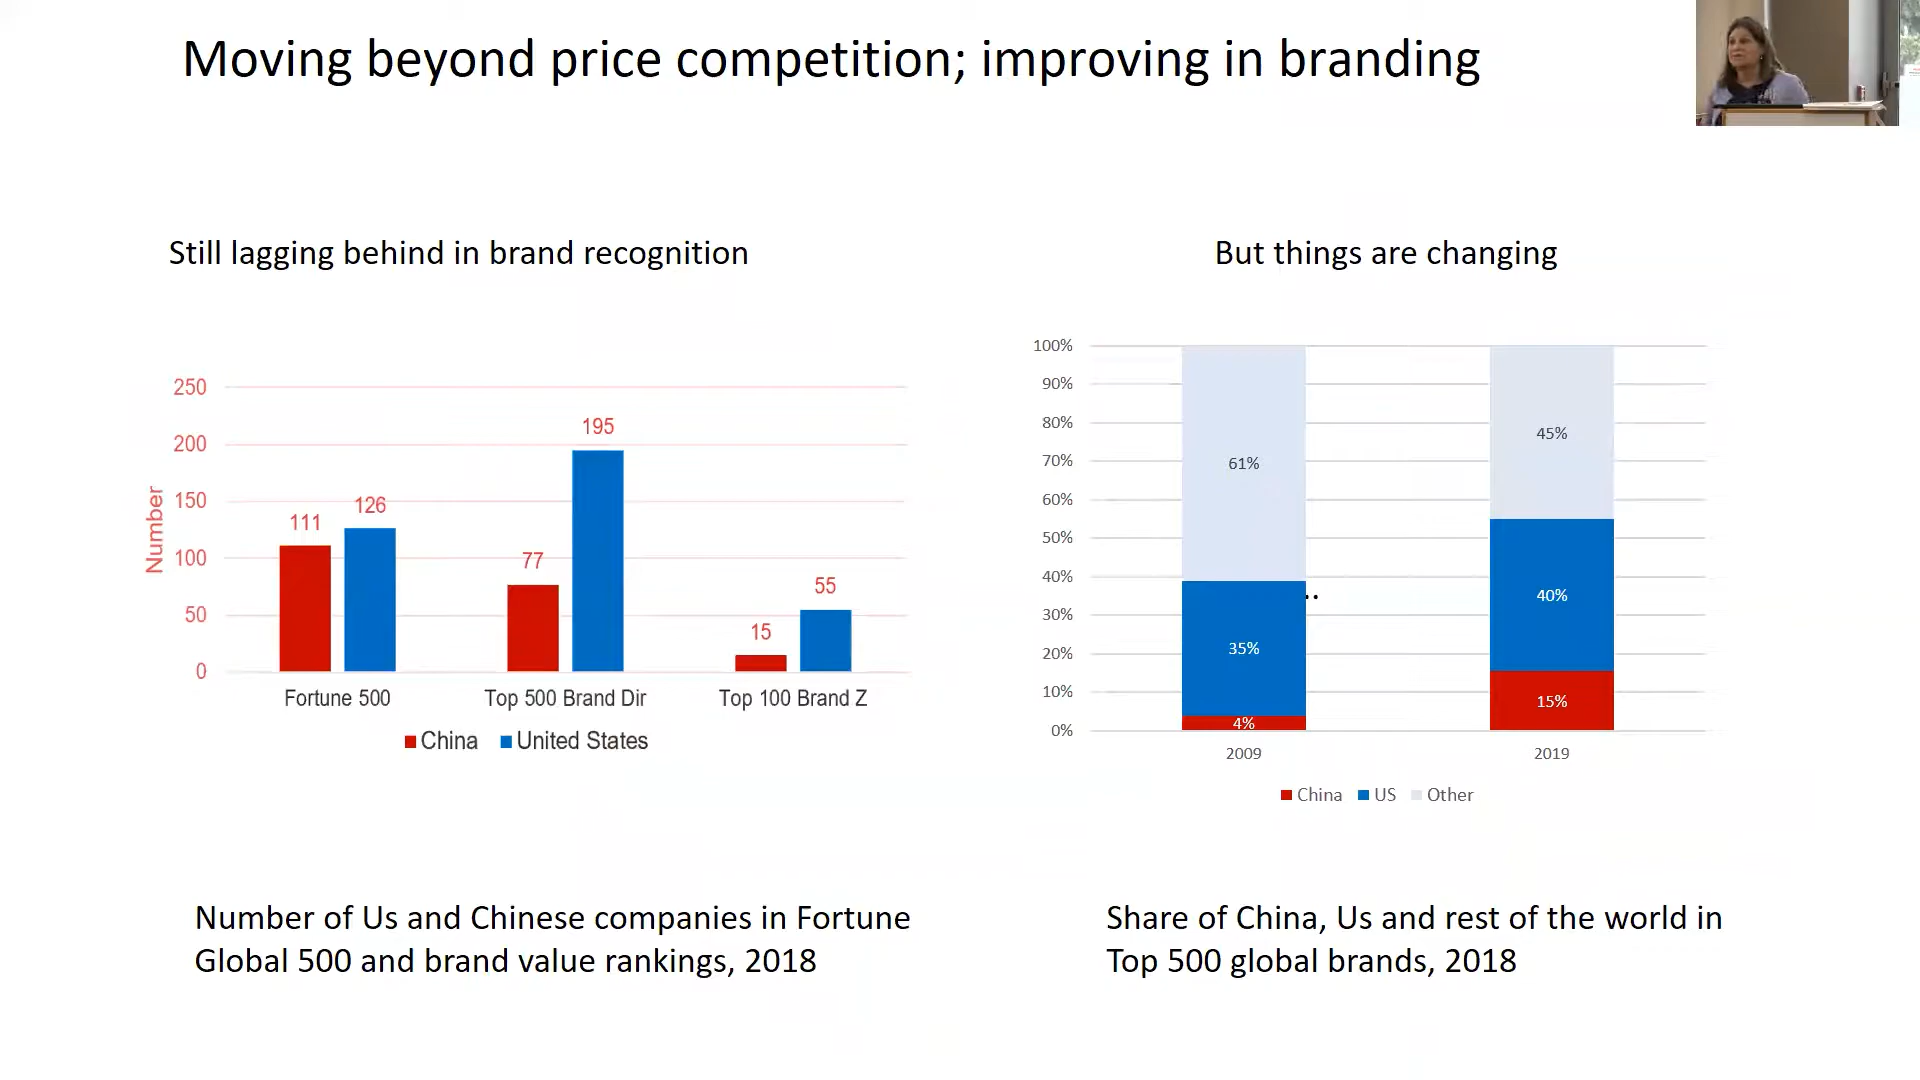 Moving beyond price competition; improving in branding
Still lagging behind in brand recognition
250
200
150
100
50
0
Number
111
126
77
195
15
55
Fortune 500
Top 500 Brand Dir
Top 100 Brand Z
China
United States
Number of Us and Chinese companies in Fortune
Global 500 and brand value rankings, 2018
But things are changing
100%
90%
80%
70%
60%
50%
40%
30%
20%
10%
0%
61%
35%
4%
45%
40%
15%
..
2009
2019
China
US
Other
Share of China, Us and rest of the world in
Top 500 global brands, 2018